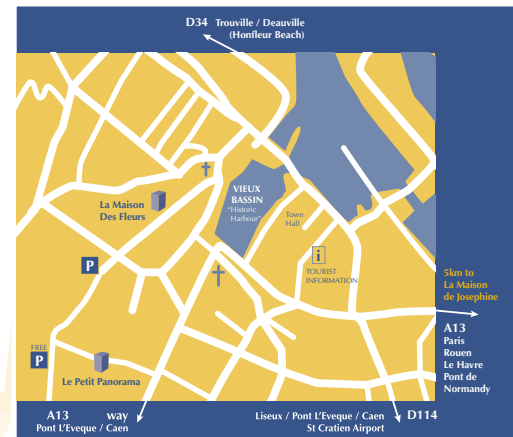 D34 Trouville / Deauville
(Honfleur Beach)
La Maison
Des Fleurs
VIEUX
BASSIN
"Historic
Harbour"
Town
Hall
i
TOURIST
INFORMATION
P
5km to
La Maison
de Josephine
A13
Paris
Rouen
Le Havre
Pont de
Normandy
FREE
P
Le Petit Panorama
A13 way
Pont L'Eveque / Caen
Liseux / Pont L'Eveque / Caen D114
St Cratien Airport